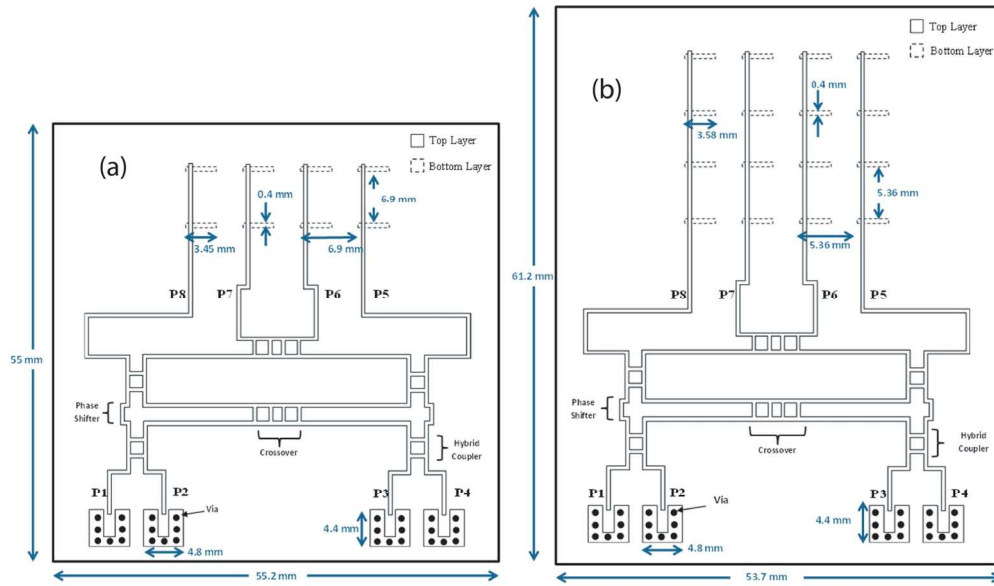 (a)
Top Layer
Bottom Layer
0.4 mm
6.9 mm
3.45 mm
6.9 mm
P8
P7
P6
P5
55 mm
Phase
Shifter
Crossover
Hybrid
Coupler
P1
P2
P3
P4
Via
4.4 mm
4.8 mm
55.2 mm
(b)
Top Layer
Bottom Layer
0.4 mm
3.58 mm
5.36 mm
5.36 mm
P8
P7
P6
P5
61.2 mm
Phase
Shifter
Crossover
Hybrid
Coupler
P1
P2
P3
P4
Via
4.4 mm
4.8 mm
53.7 mm